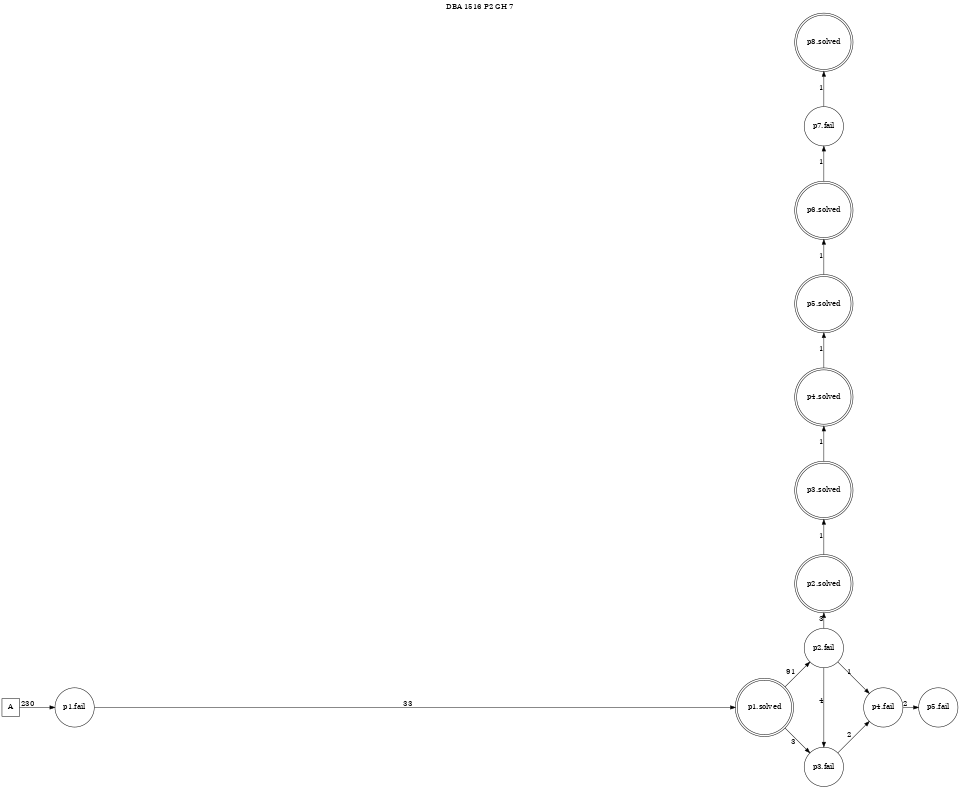 DBA 1516 P2 GH 7
p8.solved
1
p7.fail
1
p6.solved
1
p5.solved
1
p4.solved
1
p3.solved
1
p2.solved
3
p2.fail
91
1
4
A
230
p1.fail
33
p1.solved
p4.fail
2
p5.fail
3
2
p3.fail